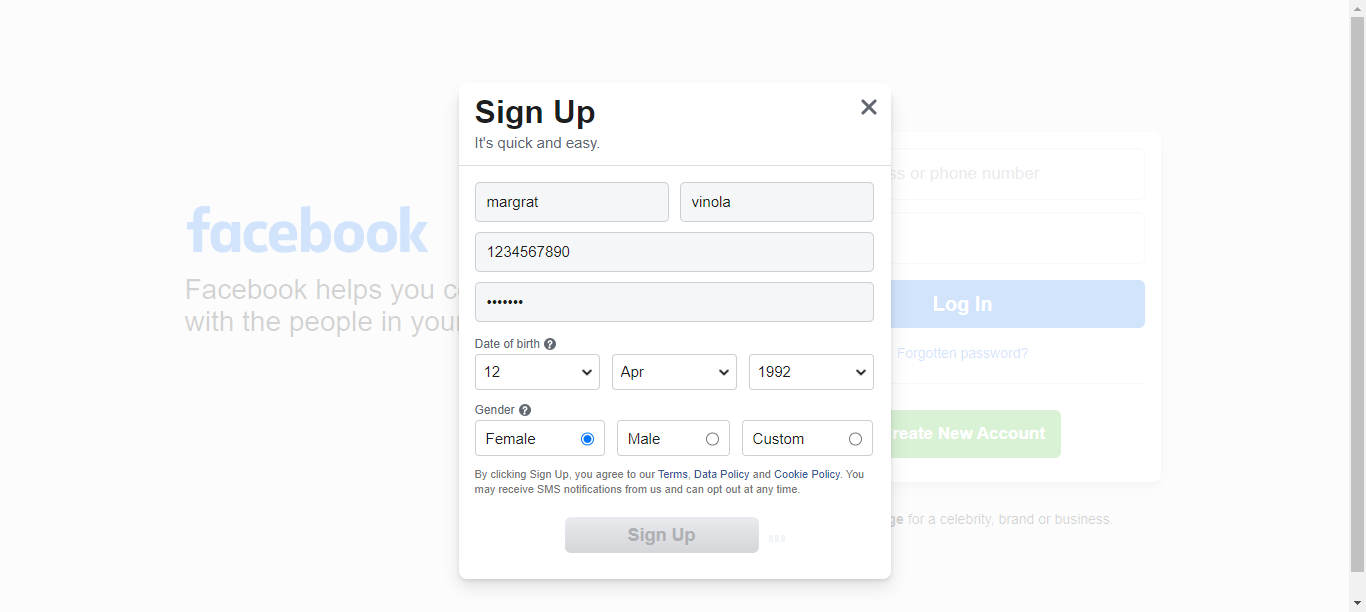 Sign Up
It's quick and easy.
margrat vinola
1234567890
•••••••
Date of birth
12 Apr 1992
Gender
Female Male Custom
By clicking Sign Up, you agree to our Terms, Data Policy and Cookie Policy. You
may receive SMS notifications from us and can opt out at any time.
Sign Up
facebook
Facebook helps you
with the people in your
or phone number
Log In
Forgotten password?
New Account
for a celebrity, brand or business.